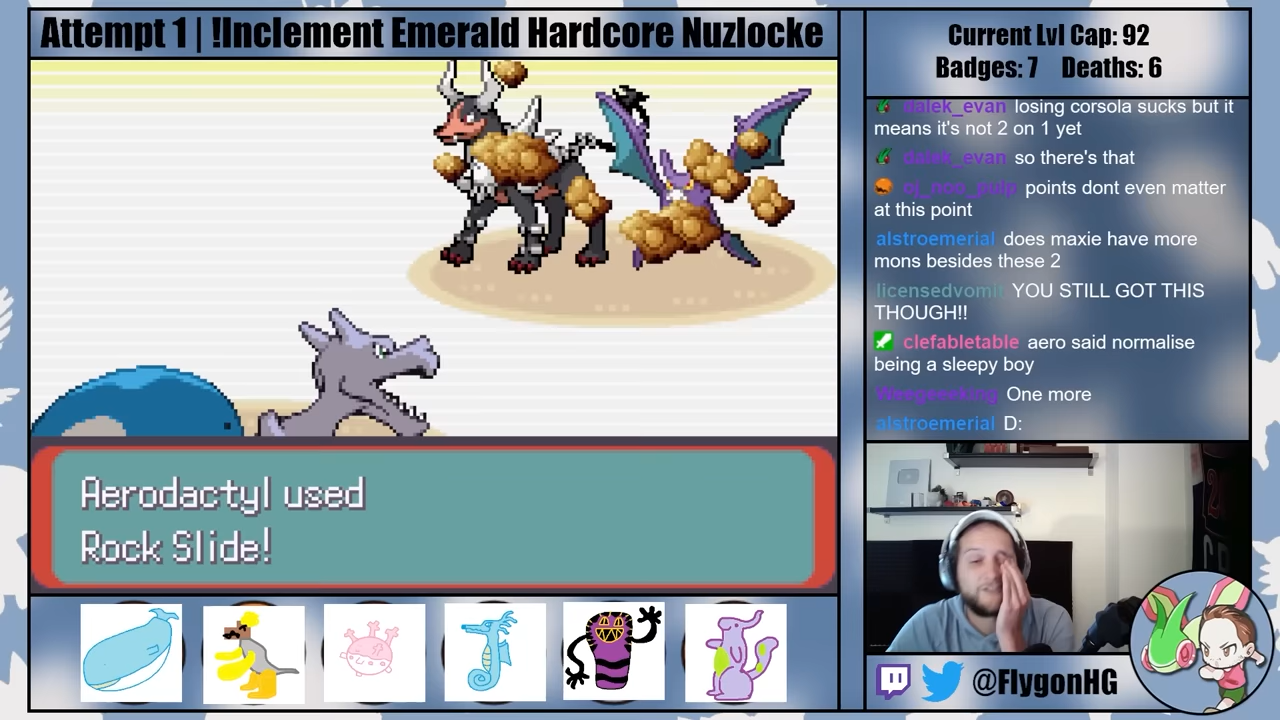 Attempt 1 | !Inclement Emerald Hardcore Nuzlocke
Current Lvl Cap: 92
Badges: 7 Deaths: 6
dalek_evan losing corsola sucks but it
means it's not 2 on 1 yet
dalek_evan so there's that
oj_noo_pulp points dont even matter
at this point
alstroemerial does maxie have more
mons besides these 2
licensedvomit YOU STILL GOT THIS
THOUGH!!
clefabletable aero said normalise
being a sleepy boy
One more
alstroemerial D:
Aerodactyl used
Rock Slide!
@FlygonHG